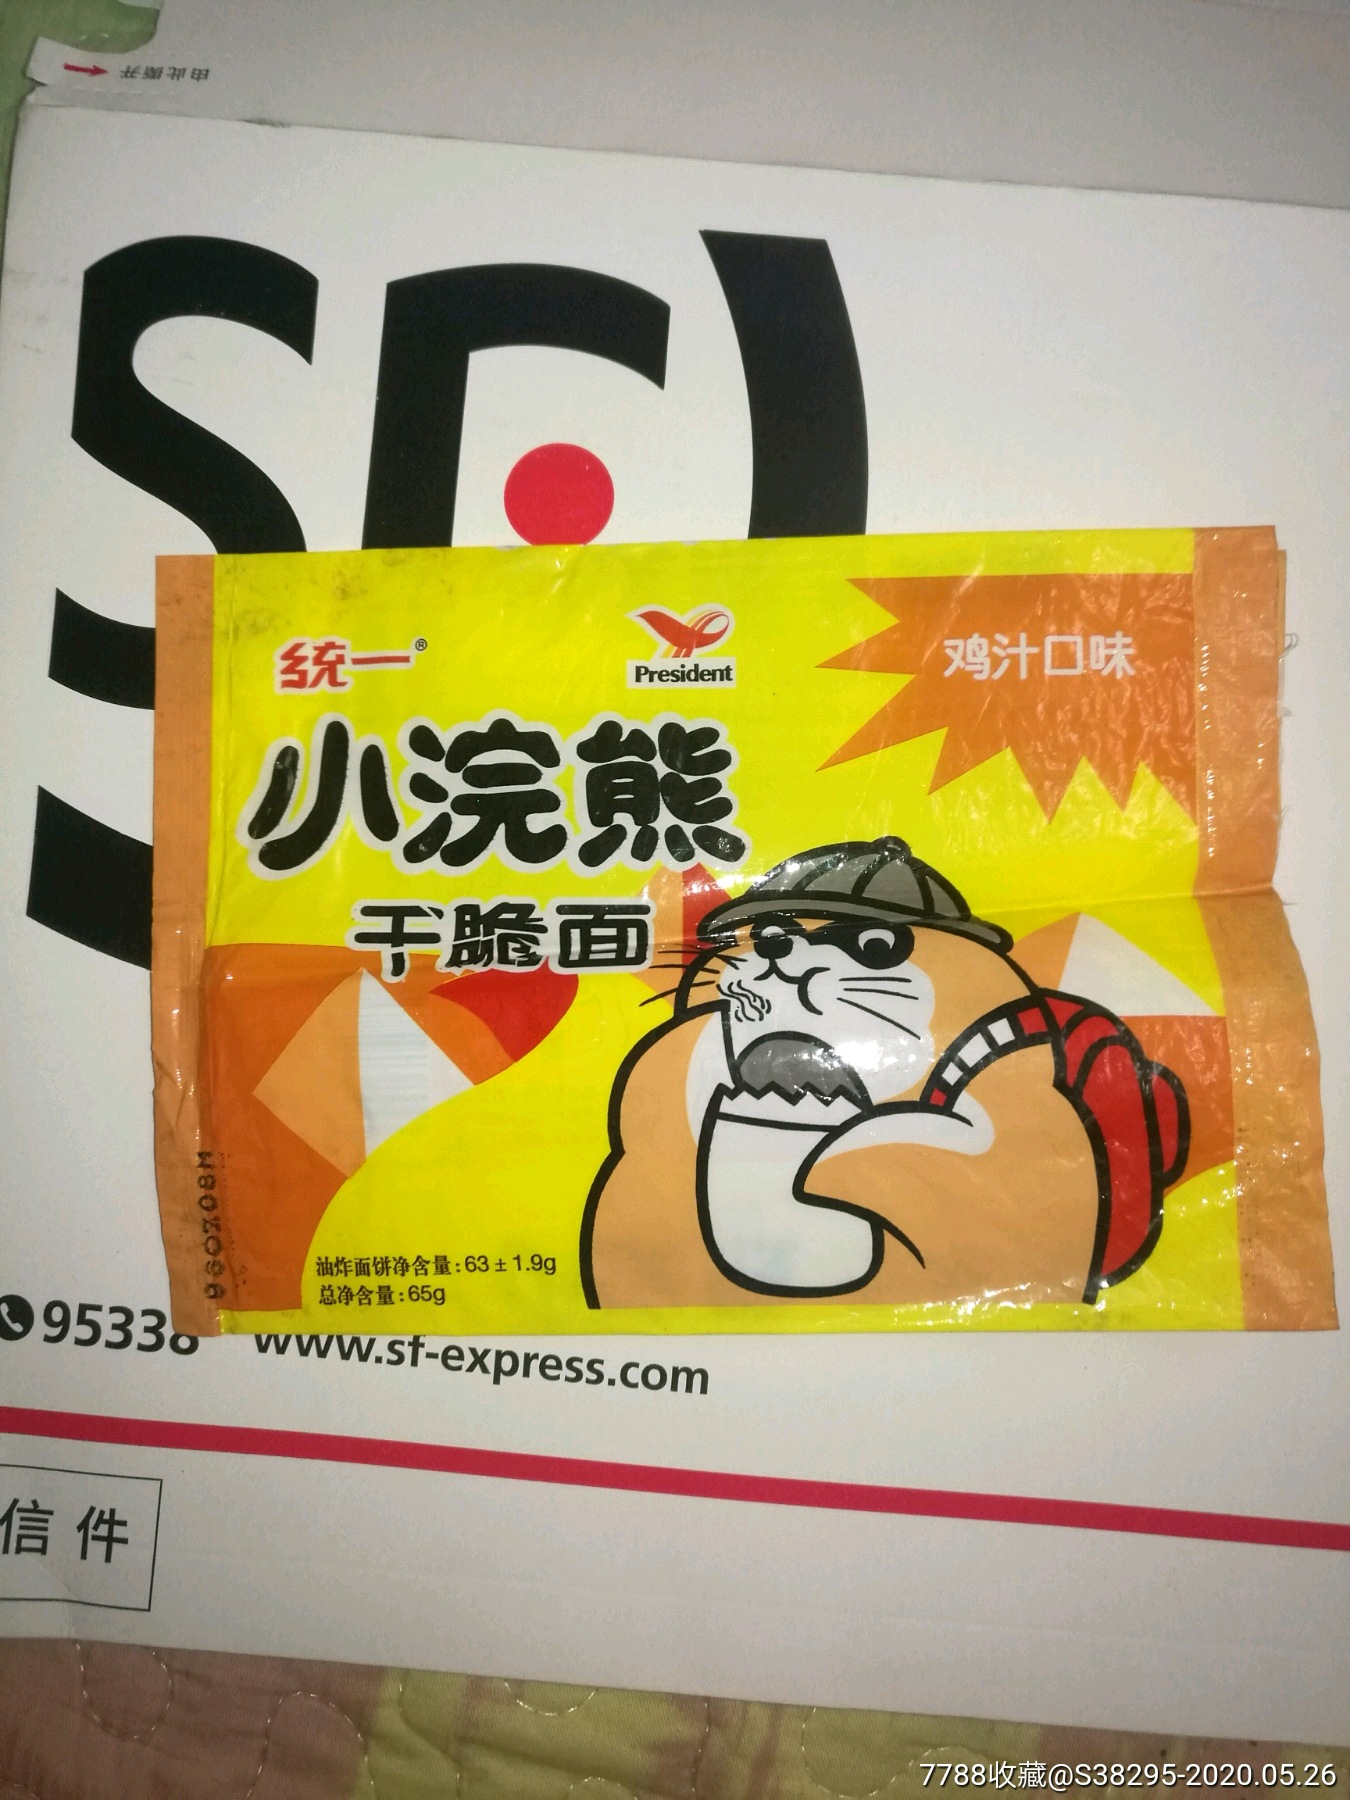 由此撕开
SF
统一®
President
鸡汁口味
小浣熊
干脆面
油炸面饼净含量:63±1.9g
总净含量:65g
960708M
95338
www.sf-express.com
信件
7788收藏@S38295-2020.05.26